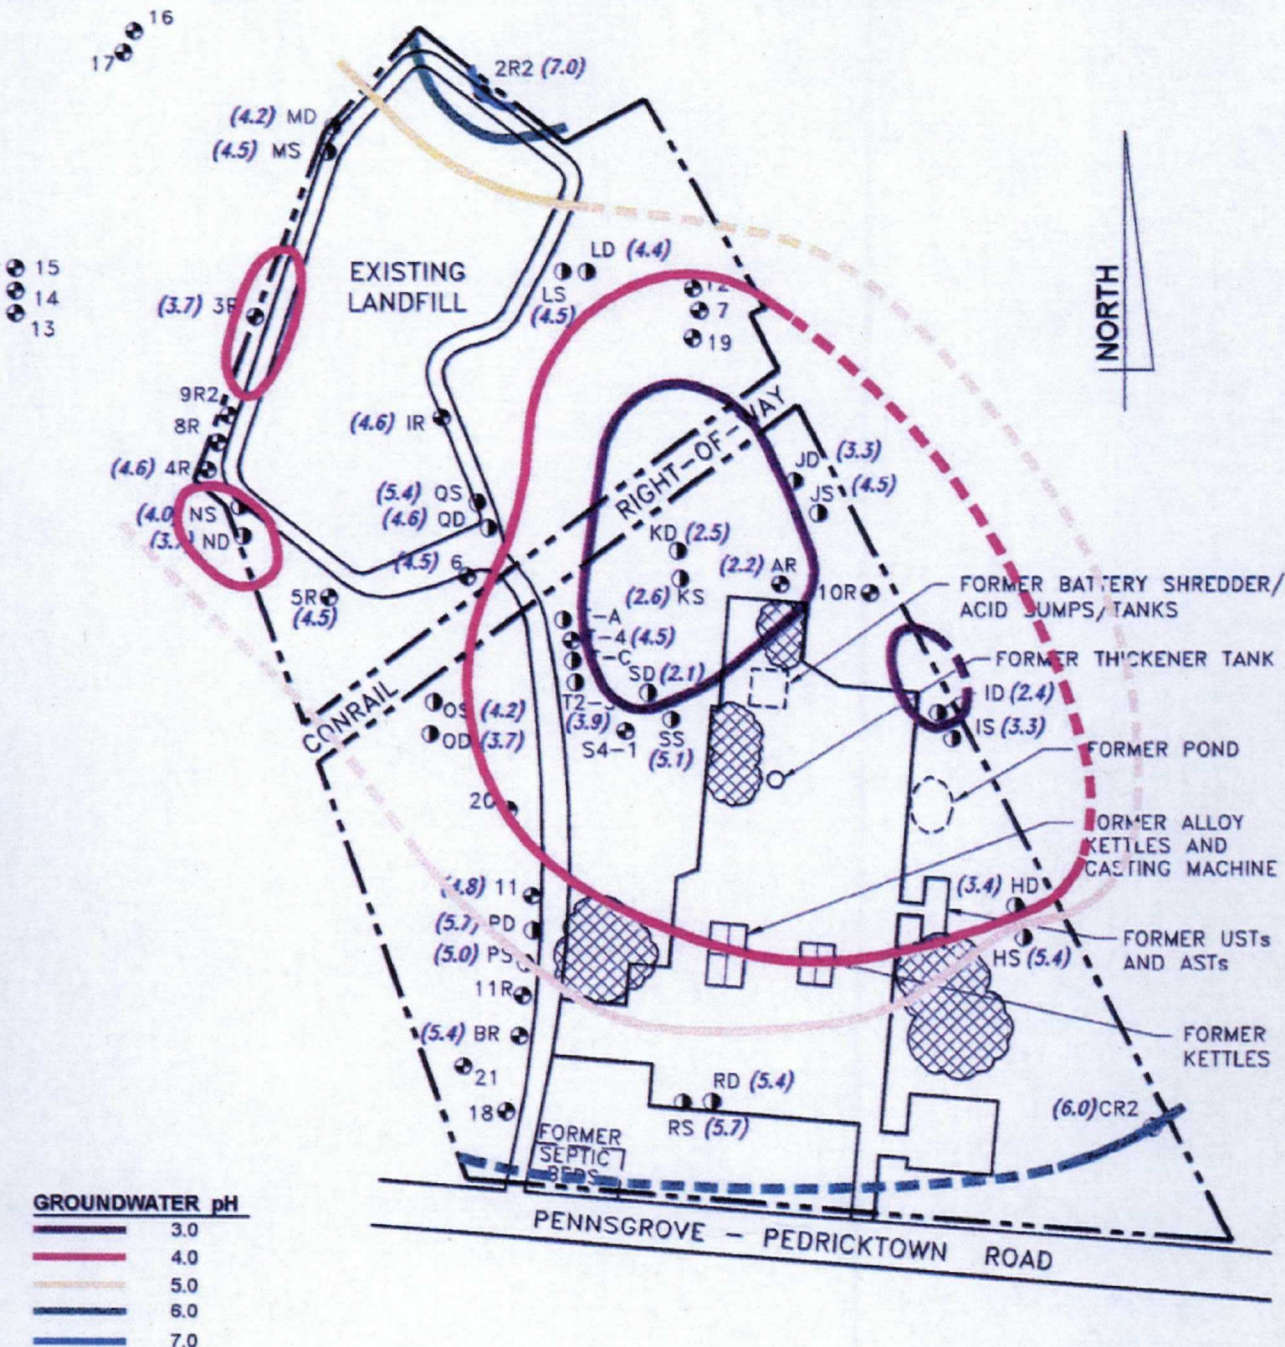 16
17
2R2 (7.0)
(4.2) MD
(4.5) MS
15
14
13
EXISTING
LANDFILL
LD (4.4)
LS
(4.5)
12
7
19
(3.7) 3R
NORTH
9R2
8R
(4.6) 4R
(4.6) IR
RIGHT-OF-WAY
JD (3.3)
JS (4.5)
(5.4) QS
(4.6) QD
(4.0) NS
ND
KD (2.5)
(2.6) KS
(2.2) AR
10R
(4.5) 6
5R
(4.5)
FORMER BATTERY SHREDDER/
ACID SUMPS/TANKS
(4.5)
SD (2.1)
(3.9)
S4-1
SS
(5.1)
FORMER THICKENER TANK
ID (2.4)
IS (3.3)
CONRAIL
OS (4.2)
OD (3.7)
FORMER POND
20
FORMER ALLOY
KETTLES AND
CASTING MACHINE
(4.8) 11
(5.7) PD
(5.0) PS
11R
(5.4) BR
21
18
(3.4) HD
HS (5.4)
FORMER USTs
AND ASTs
FORMER
KETTLES
RD (5.4)
RS (5.7)
(6.0) CR2
FORMER
SEPTIC
BEDS
PENNSGROVE - PEDRICKTOWN ROAD
GROUNDWATER pH
3.0
4.0
5.0
6.0
7.0